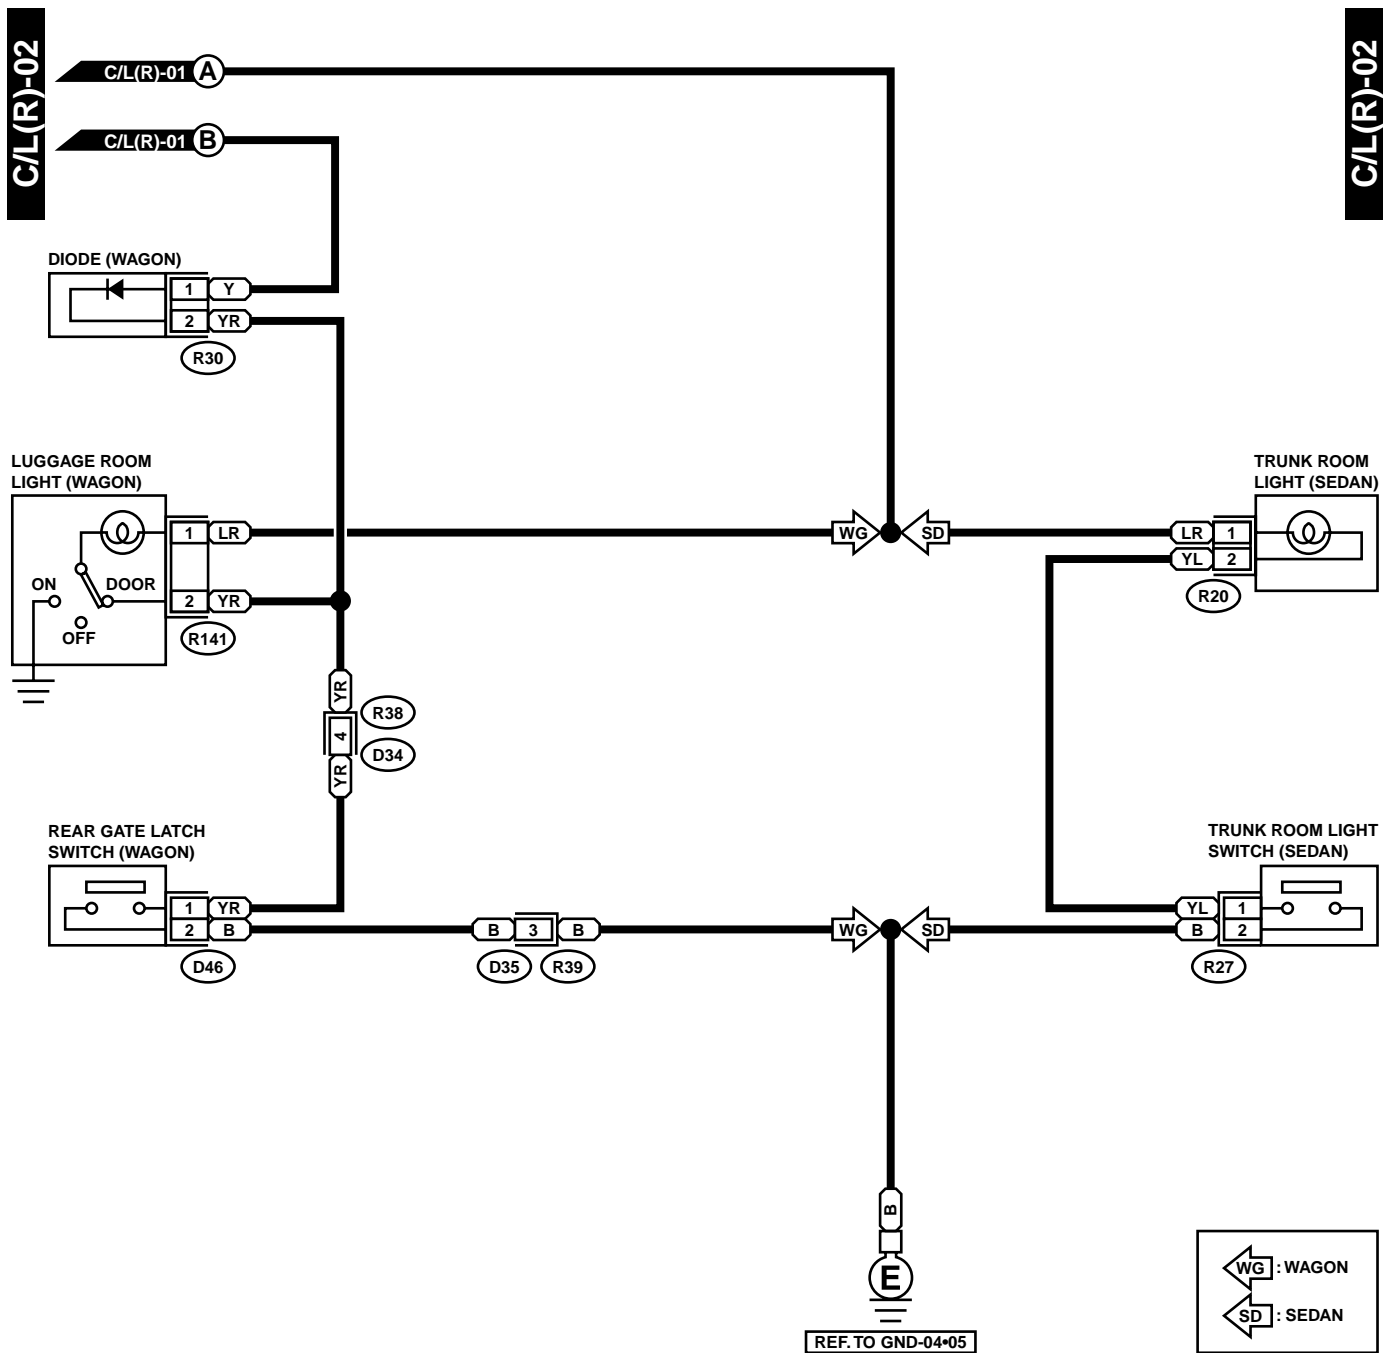 C/L(R)-02
C/L(R)-02
C/L(R)-01 A
C/L(R)-01 B
DIODE (WAGON)
1 Y
2 YR
R30
LUGGAGE ROOM
LIGHT (WAGON)
TRUNK ROOM
LIGHT (SEDAN)
1 LR
WG
SD
LR 1
YL 2
R20
ON
DOOR
OFF
2 YR
R141
YR
R38
4
D34
YR
REAR GATE LATCH
SWITCH (WAGON)
TRUNK ROOM LIGHT
SWITCH (SEDAN)
1 YR
2 B
D46
B 3 B
D35
R39
WG
SD
YL 1
B 2
R27
B
E
REF. TO GND-04•05
WG : WAGON
SD : SEDAN